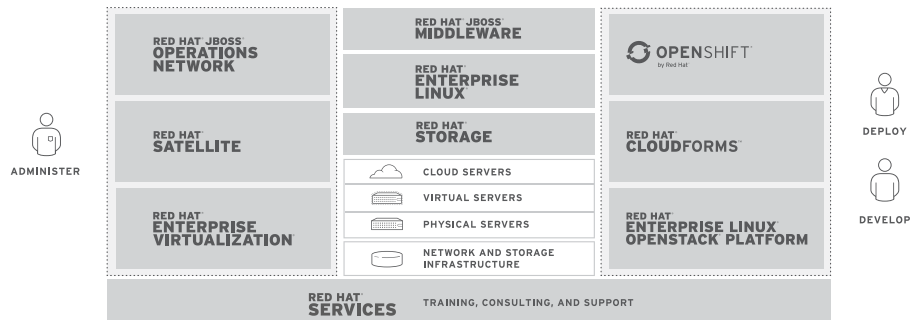 ADMINISTER
RED HAT® JBOSS®
OPERATIONS
NETWORK
RED HAT®
SATELLITE
RED HAT®
ENTERPRISE
VIRTUALIZATION®
RED HAT® JBOSS®
MIDDLEWARE
RED HAT®
ENTERPRISE
LINUX®
RED HAT®
STORAGE
CLOUD SERVERS
VIRTUAL SERVERS
PHYSICAL SERVERS
NETWORK AND STORAGE
INFRASTRUCTURE
OPENSHIFT®
by Red Hat®
RED HAT®
CLOUDFORMS™
RED HAT®
ENTERPRISE LINUX®
OPENSTACK® PLATFORM
DEPLOY
DEVELOP
RED HAT®
SERVICES
TRAINING, CONSULTING, AND SUPPORT